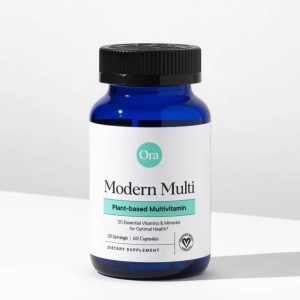 Ora
Modern Multi
Plant-based Multivitamin
20 Essential Vitamins & Minerals
for Optimal Health†
30 Servings | 60 Capsules
DIETARY SUPPLEMENT